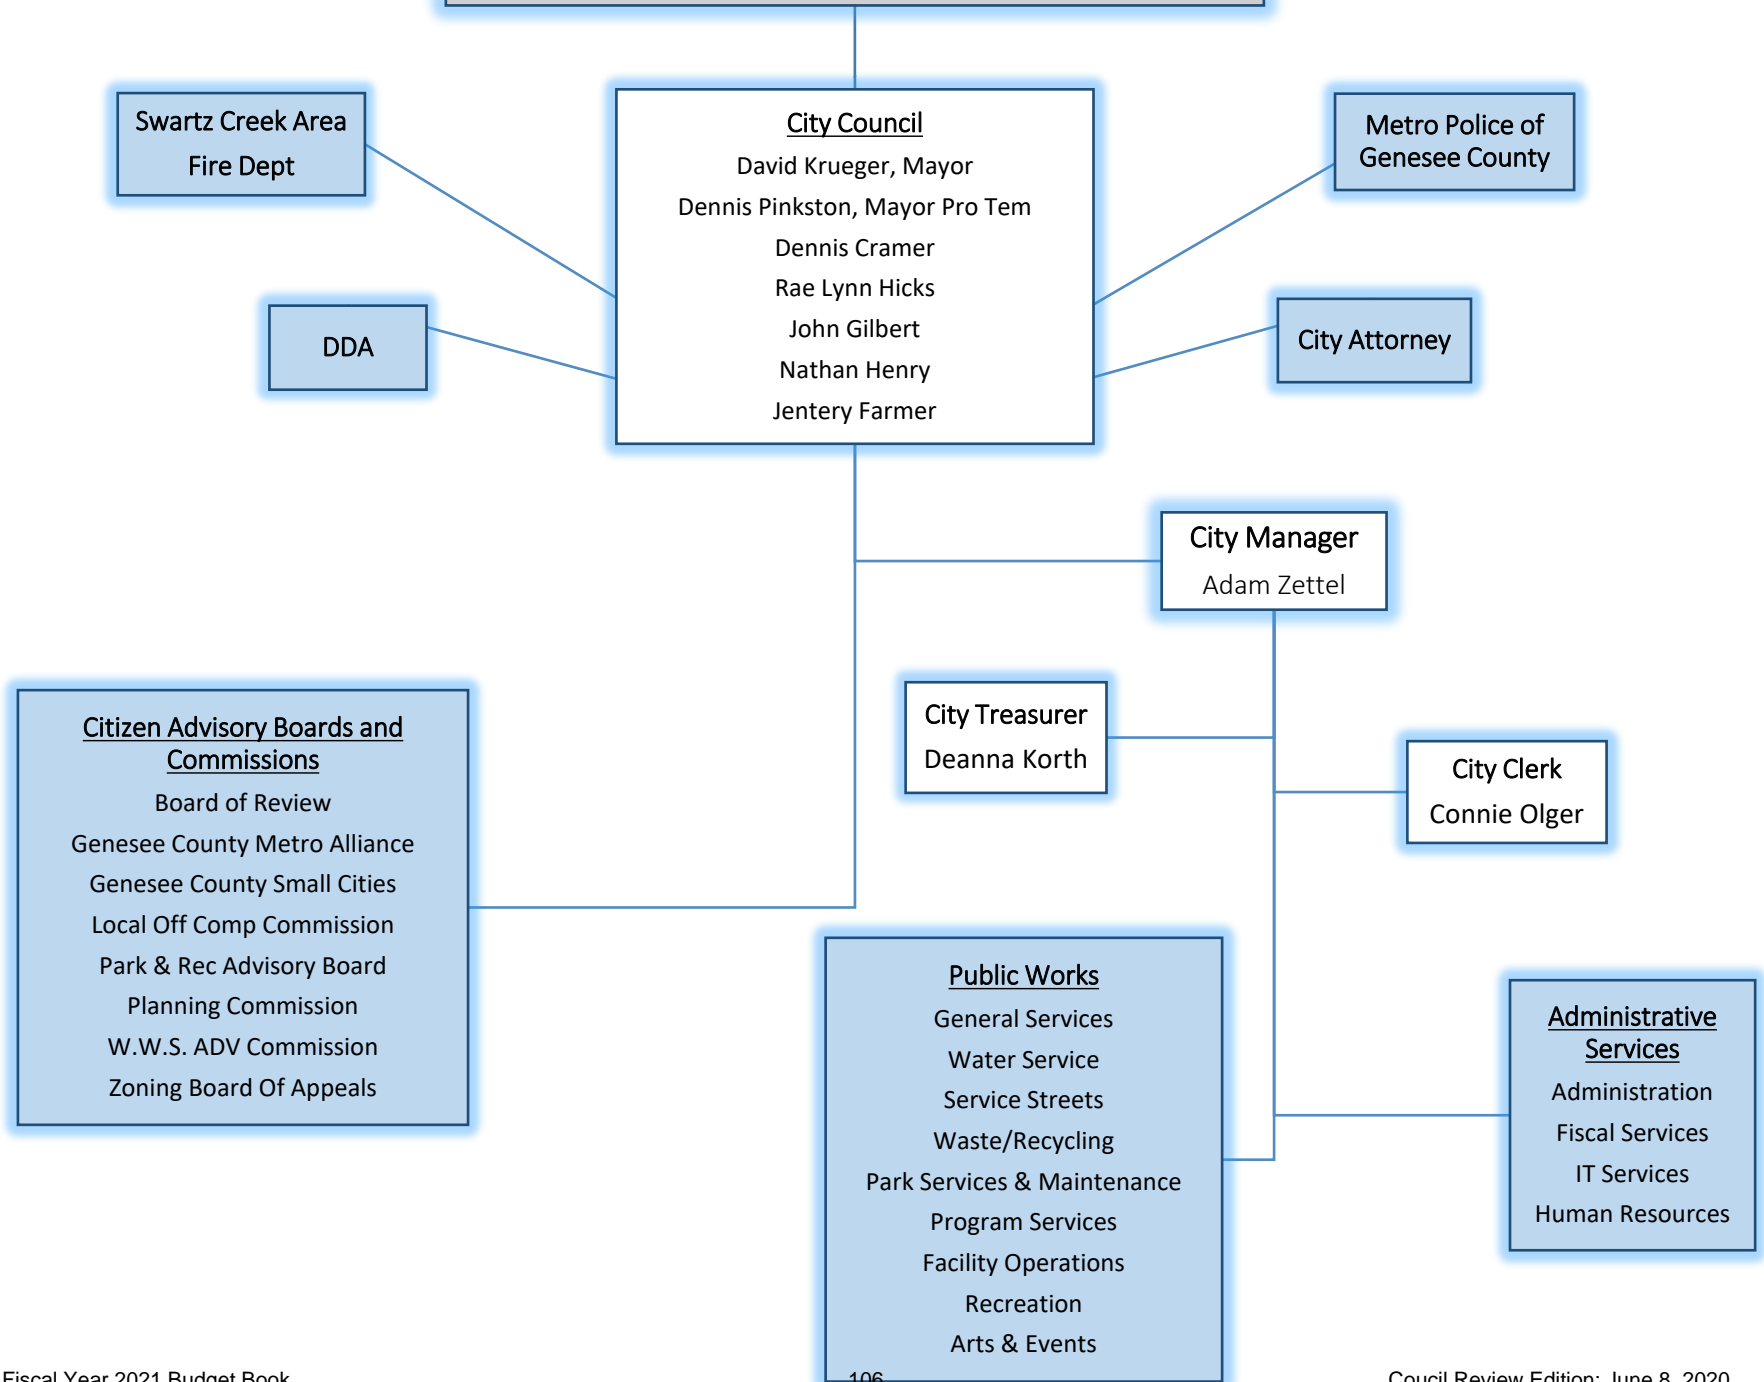 Swartz Creek Area
Fire Dept
City Council
David Krueger, Mayor
Dennis Pinkston, Mayor Pro Tem
Dennis Cramer
Rae Lynn Hicks
John Gilbert
Nathan Henry
Jentery Farmer
Metro Police of
Genesee County
DDA
City Attorney
City Manager
Adam Zettel
City Treasurer
Deanna Korth
City Clerk
Connie Olger
Citizen Advisory Boards and
Commissions
Board of Review
Genesee County Metro Alliance
Genesee County Small Cities
Local Off Comp Commission
Park & Rec Advisory Board
Planning Commission
W.W.S. ADV Commission
Zoning Board Of Appeals
Public Works
General Services
Water Service
Service Streets
Waste/Recycling
Park Services & Maintenance
Program Services
Facility Operations
Recreation
Arts & Events
Administrative
Services
Administration
Fiscal Services
IT Services
Human Resources
Fiscal Year 2021 Budget Book
106
Coucil Review Edition: June 8, 2020